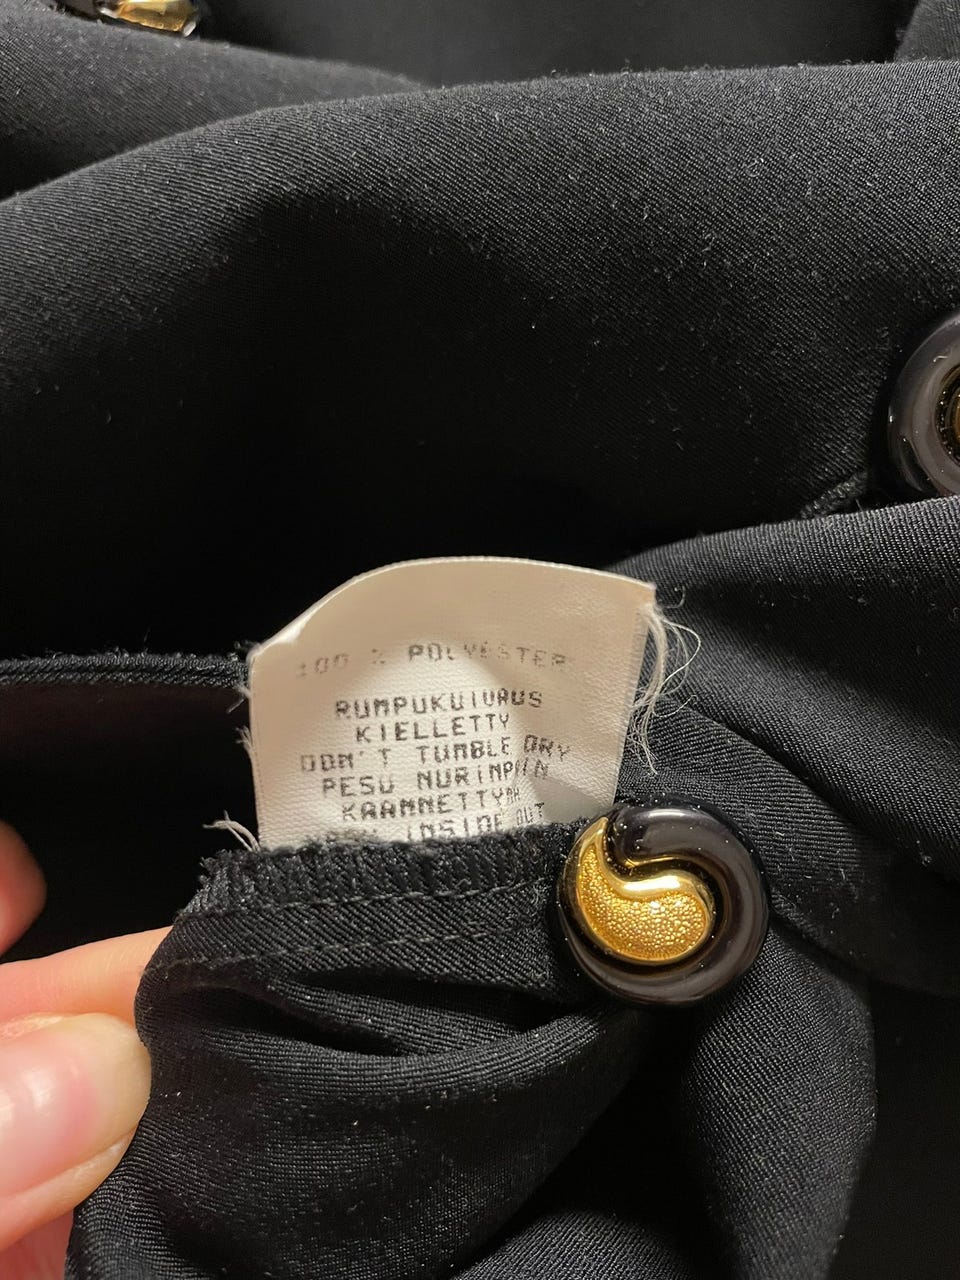 100 % POLYESTER
RUMPUKUIVAUS
KIELLETTY
DON'T TUMBLE DRY
PESU NURINPÄIN
KÄÄNNETTYNÄ
INSIDE OUT